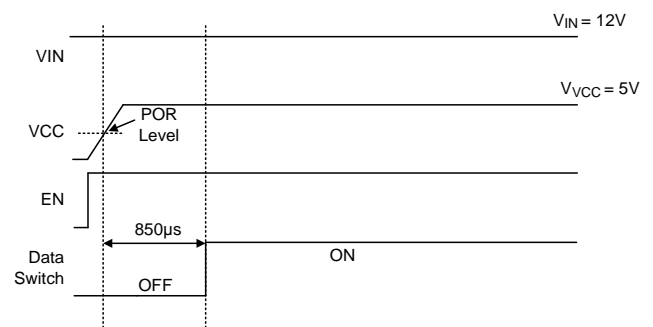 VIN = 12V
VIN
VVCC = 5V
POR
Level
VCC
EN
850µs
Data
Switch
ON
OFF